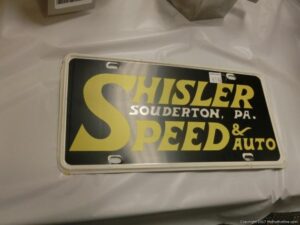 SHISLER
SOUDERTON, PA.
SPEED & AUTO